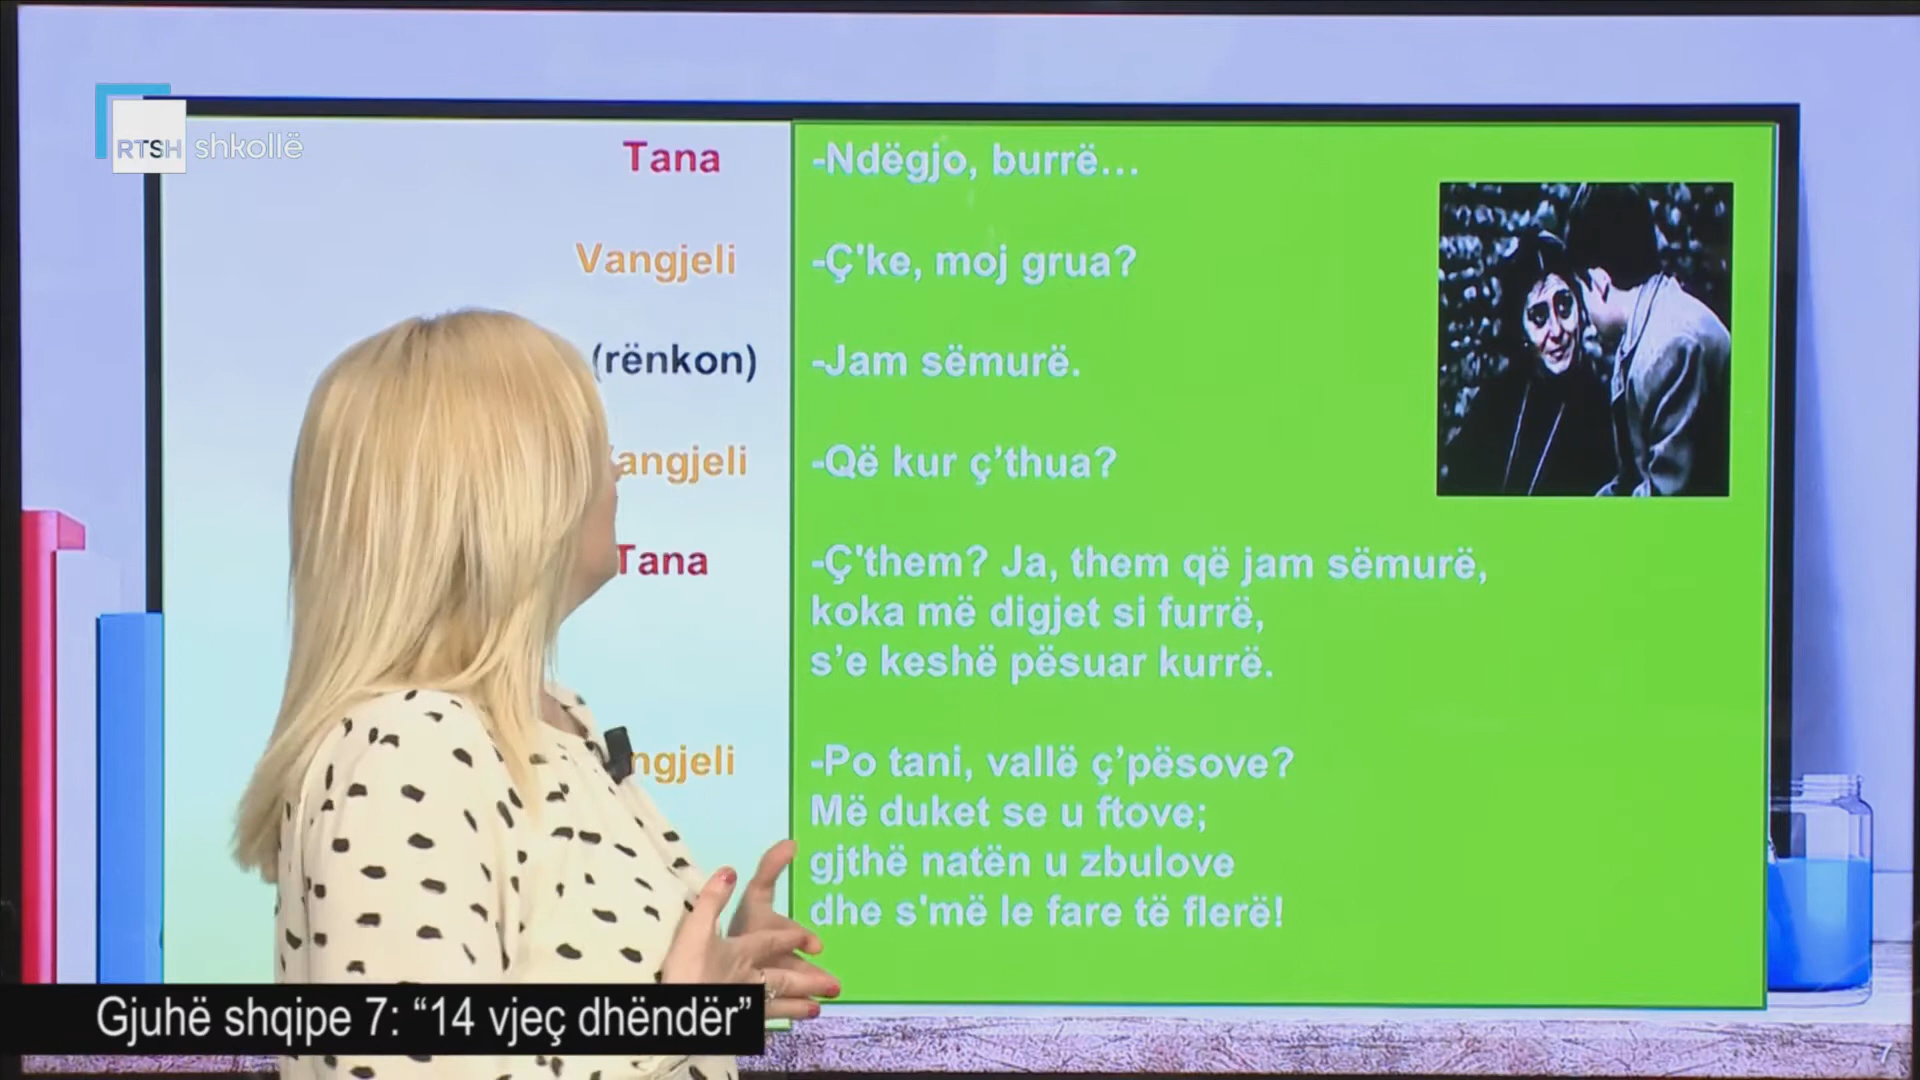 RTSH shkollë
Tana -Ndëgjo, burrë...
Vangjeli -Ç'ke, moj grua?
(rënkon) -Jam sëmurë.
angjeli -Që kur ç’thua?
Tana -Ç'them? Ja, them që jam sëmurë,
koka më digjet si furrë,
s’e keshë pësuar kurrë.
ngjeli -Po tani, vallë ç’pësove?
Më duket se u ftove;
gjthë natën u zbulove
dhe s'më le fare të flerë!
Gjuhë shqipe 7: “14 vjeç dhëndër”
7